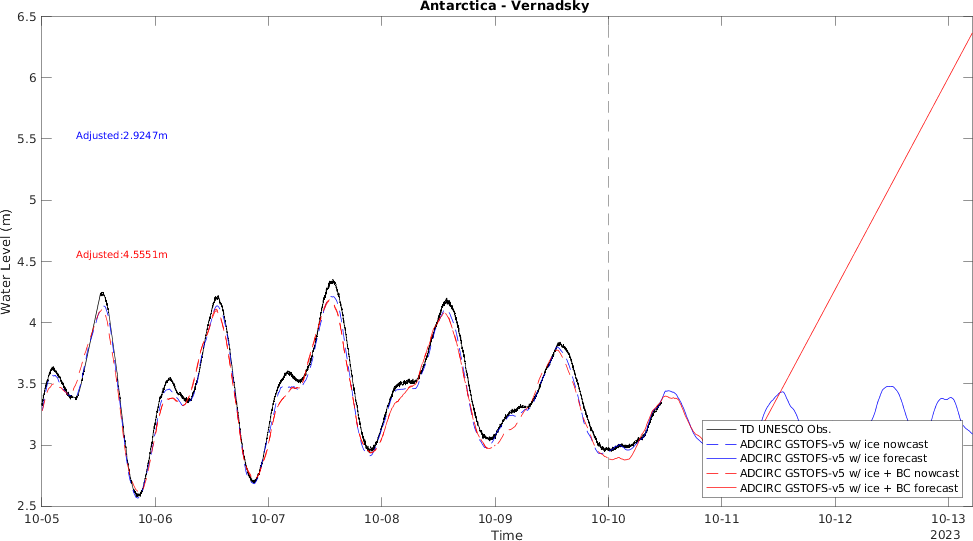 Antarctica - Vernadsky
6.5
6
5.5
5
4.5
4
3.5
3
2.5
Water Level (m)
Adjusted:2.9247m
Adjusted:4.5551m
TD UNESCO Obs.
ADCIRC GSTOFS-v5 w/ ice nowcast
ADCIRC GSTOFS-v5 w/ ice forecast
ADCIRC GSTOFS-v5 w/ ice + BC nowcast
ADCIRC GSTOFS-v5 w/ ice + BC forecast
10-05 10-06 10-07 10-08 10-09 10-10 10-11 10-12 10-13
2023
Time